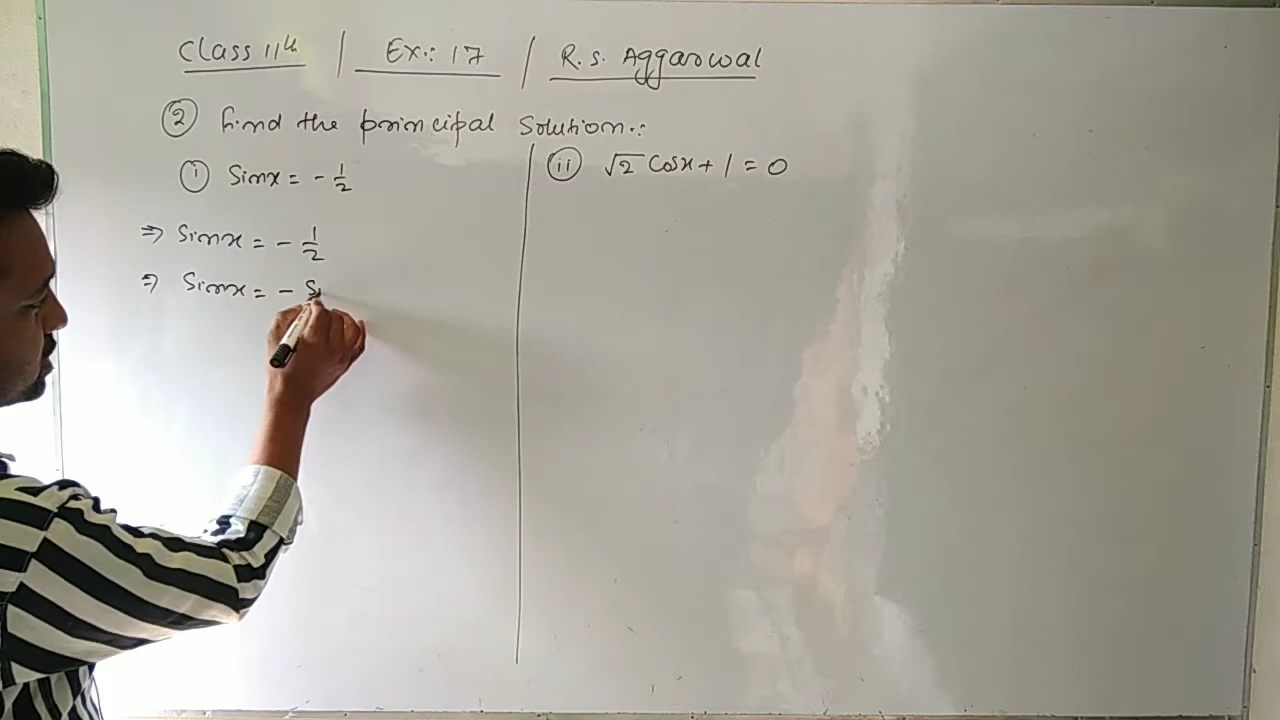 Class 11th / Ex.: 17 / R. S. Aggarwal
② Find the principal Solution.:
① Sinx = - 1/2
⇒ Sinx = - 1/2
⇒ Sinx = - S
ⅱ √2 Cosx + 1 = 0